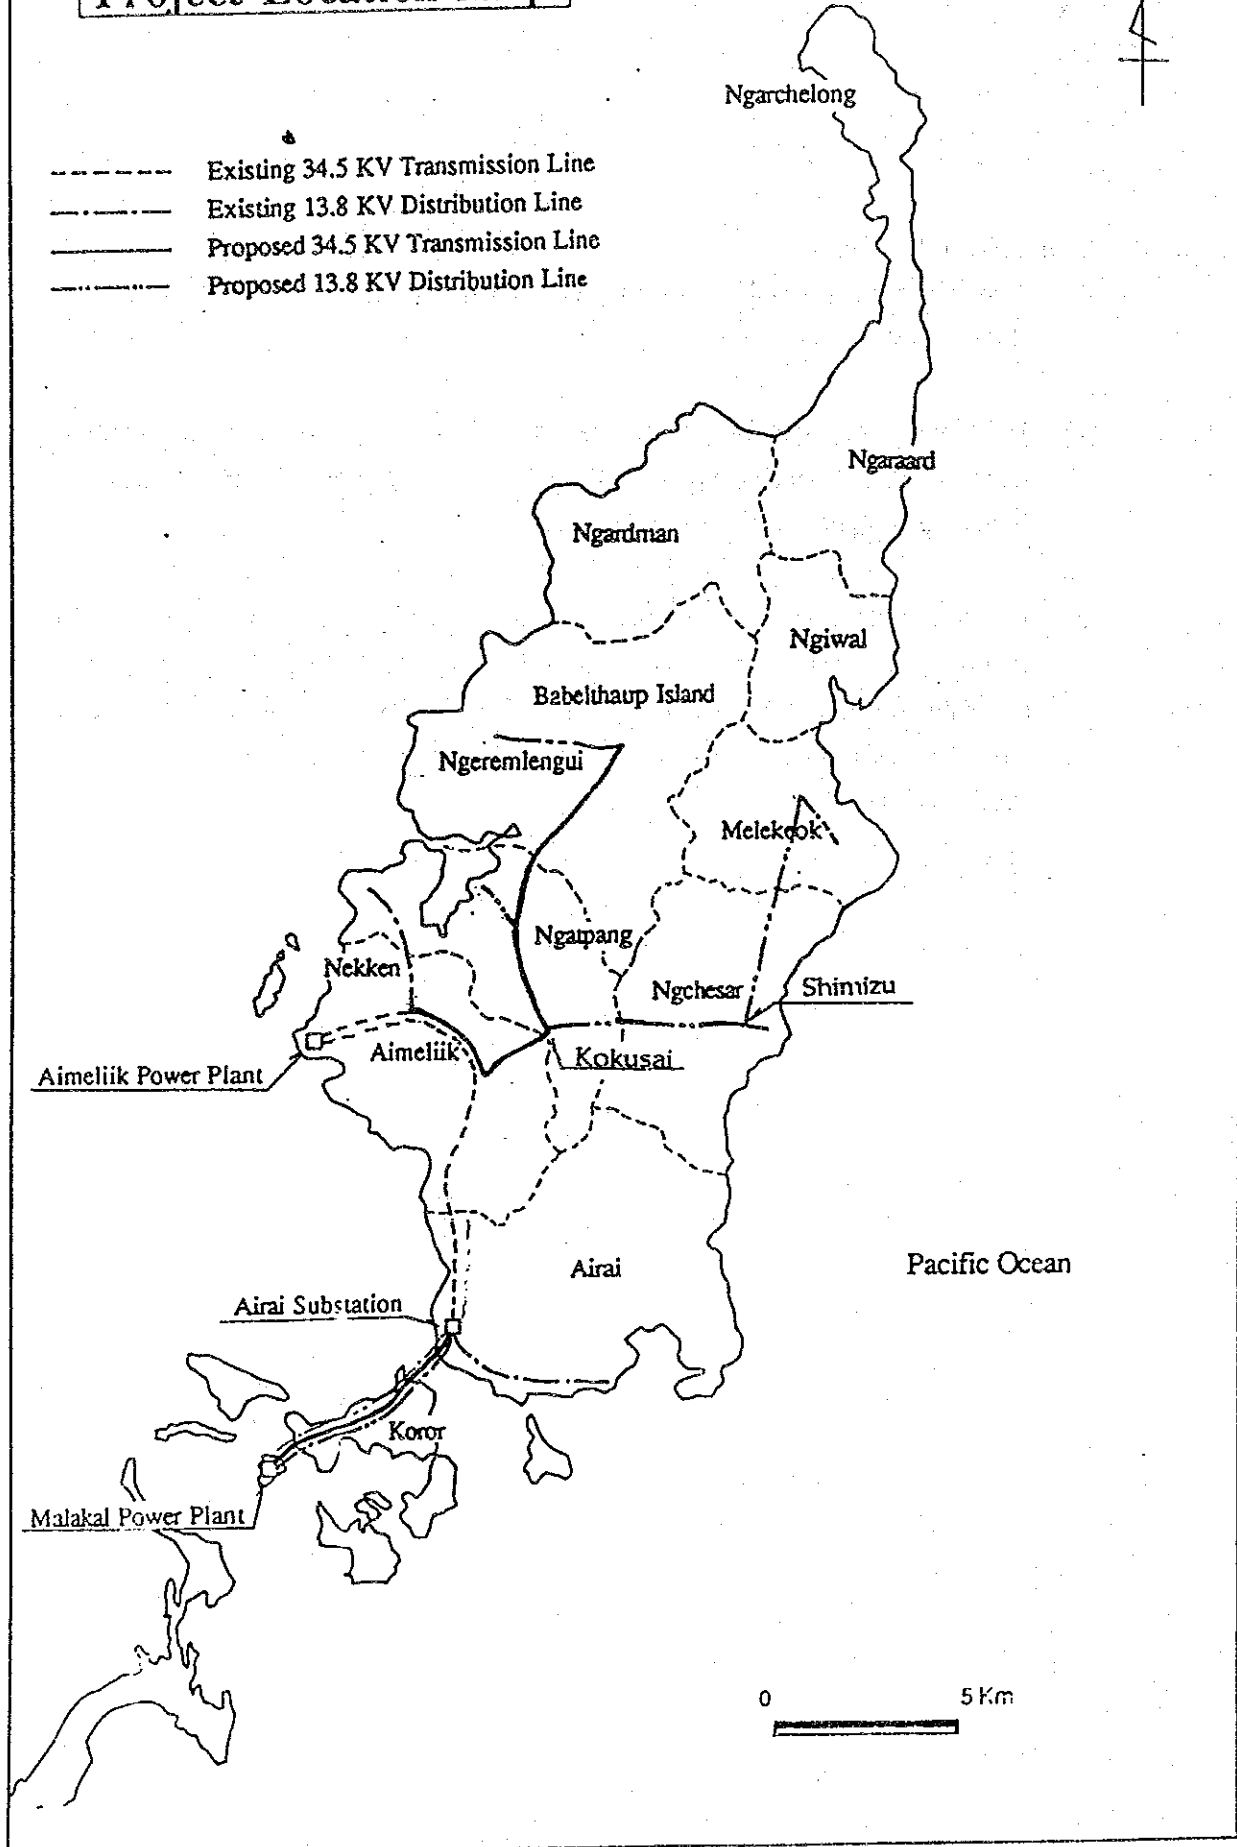 Project Location
Ngarchelong
Existing 34.5 KV Transmission Line
Existing 13.8 KV Distribution Line
Proposed 34.5 KV Transmission Line
Proposed 13.8 KV Distribution Line
Ngaraard
Ngardman
Ngiwal
Babelthaup Island
Ngeremlengui
Melekeok
Ngatpang
Nekken
Ngchesar
Shimizu
Aimeliik
Kokusai
Aimeliik Power Plant
Airai
Pacific Ocean
Airai Substation
Koror
Malakal Power Plant
0 5 Km